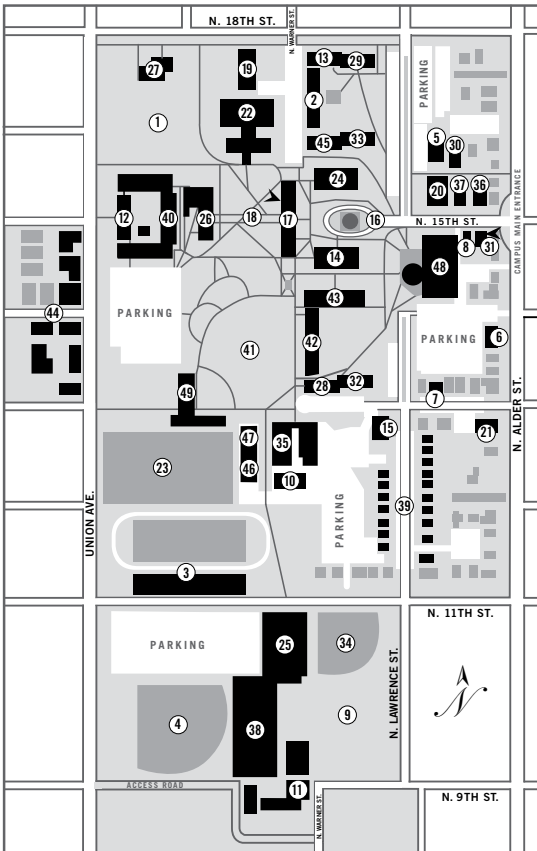 N. 18TH ST.
N. WARNER ST.
13
29
27
19
PARKING
2
22
1
5
30
45
33
24
20
37
36
12
40
26
18
17
16
N. 15TH ST.
CAMPUS MAIN ENTRANCE
8
31
14
48
43
44
PARKING
42
PARKING
6
41
28
32
49
7
N. ALDER ST.
47
35
15
21
23
46
10
39
PARKING
UNION AVE.
3
N. 11TH ST.
PARKING
25
34
N. LAWRENCE ST.
N
4
38
9
ACCESS ROAD
11
N. WARNER ST.
N. 9TH ST.